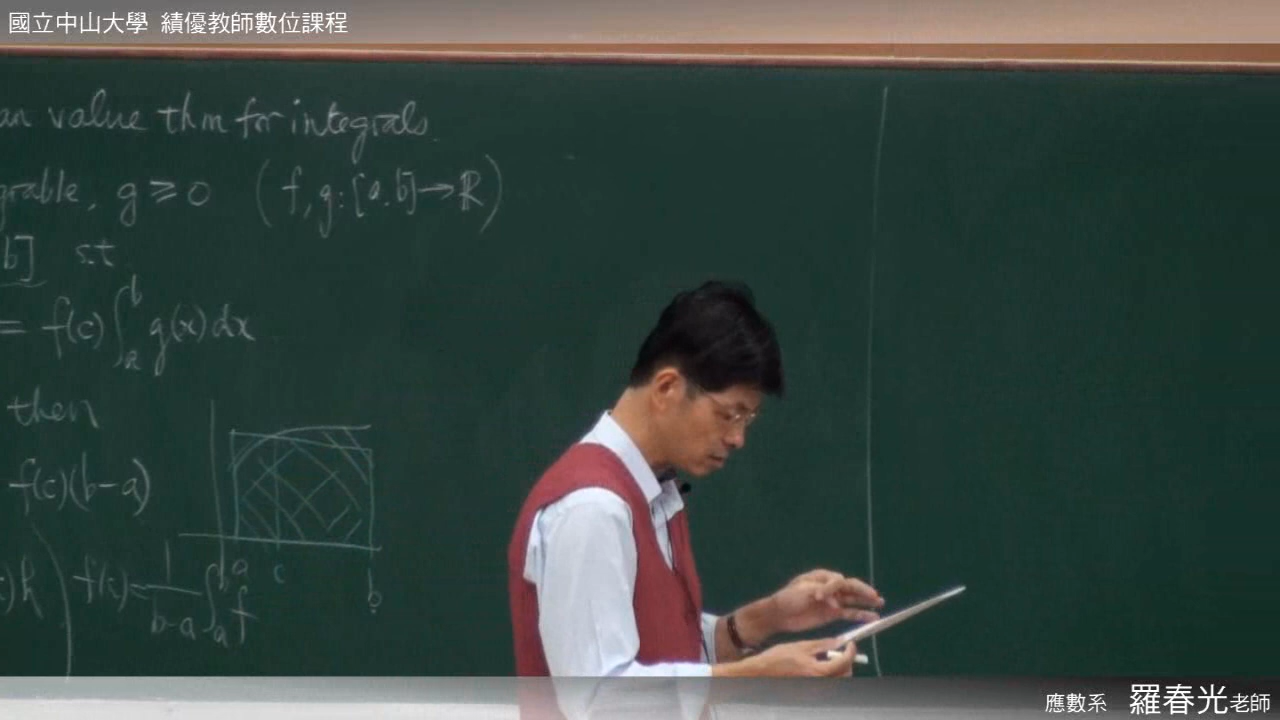 國立中山大學 績優教師數位課程
an value thm for integrals.
grable, g ≥ 0 (f, g: [a, b] → R)
b] st
= f(c) ∫_a^b g(x) dx
then
f(c)(b-a)
)h f(c) = 1/(b-a) ∫_a^b f
a
c
b
應數系 羅春光老師